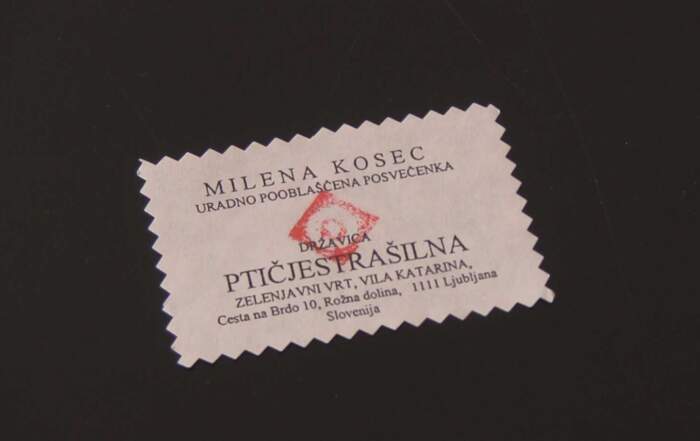 MILENA KOSEC
URADNO POOBLAŠČENA POSVEČENKA
DRŽAVICA
PTIČJESTRAŠILNA
ZELENJAVNI VRT, VILA KATARINA,
Cesta na Brdo 10, Rožna dolina, 1111 Ljubljana
Slovenija